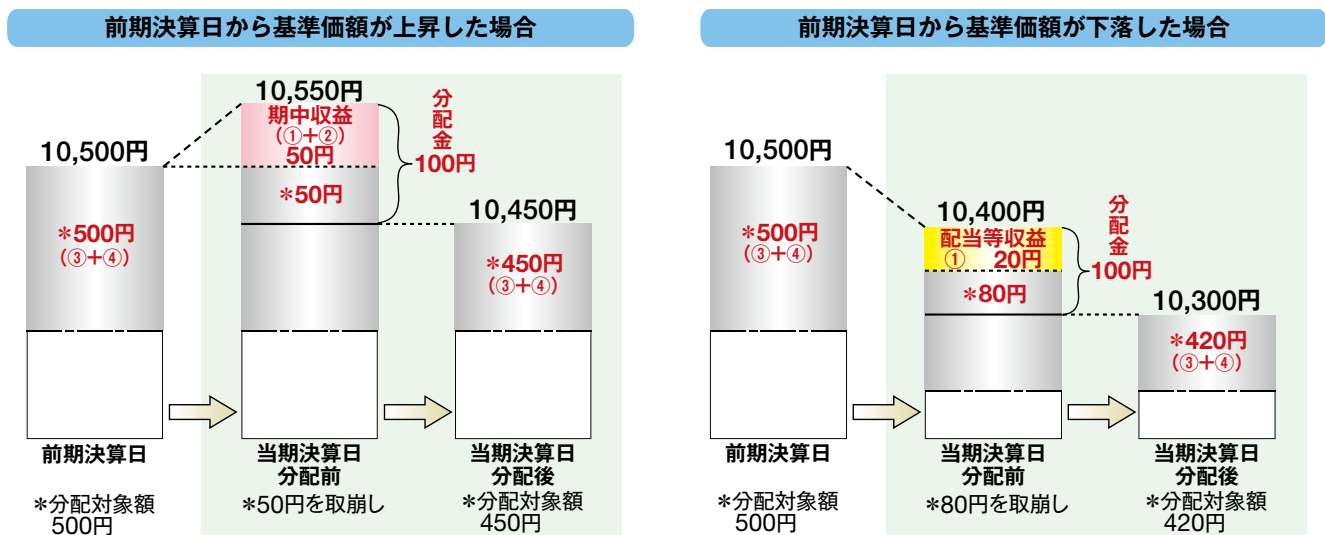 前期決算日から基準価額が上昇した場合
10,500円
＊500円
（③＋④）
前期決算日
＊分配対象額
500円
10,550円
期中収益
（①＋②）
50円
＊50円
分配金
100円
当期決算日
分配前
＊50円を取崩し
10,450円
＊450円
（③＋④）
当期決算日
分配後
＊分配対象額
450円
前期決算日から基準価額が下落した場合
10,500円
＊500円
（③＋④）
前期決算日
＊分配対象額
500円
10,400円
配当等収益
① 20円
＊80円
分配金
100円
当期決算日
分配前
＊80円を取崩し
10,300円
＊420円
（③＋④）
当期決算日
分配後
＊分配対象額
420円